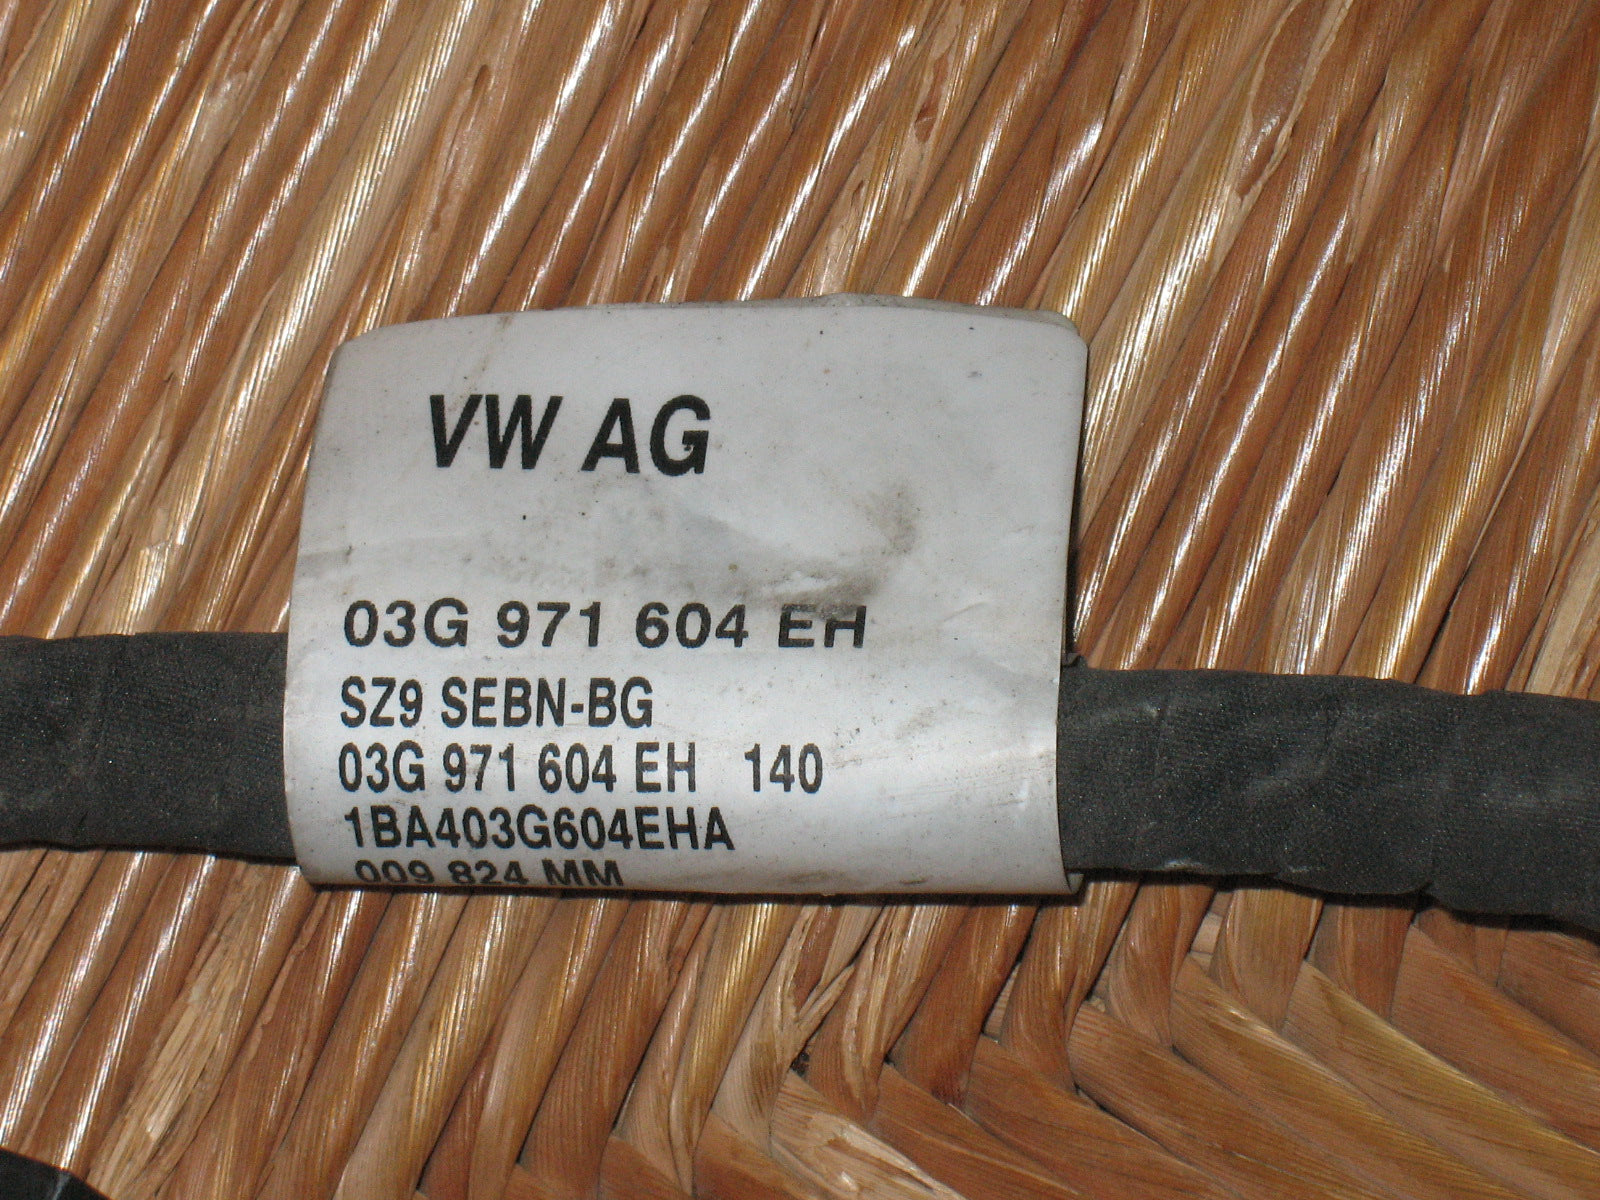 VW AG
03G 971 604 EH
SZ9 SEBN-BG
03G 971 604 EH 140
1BA403G604EHA
009 824 MM